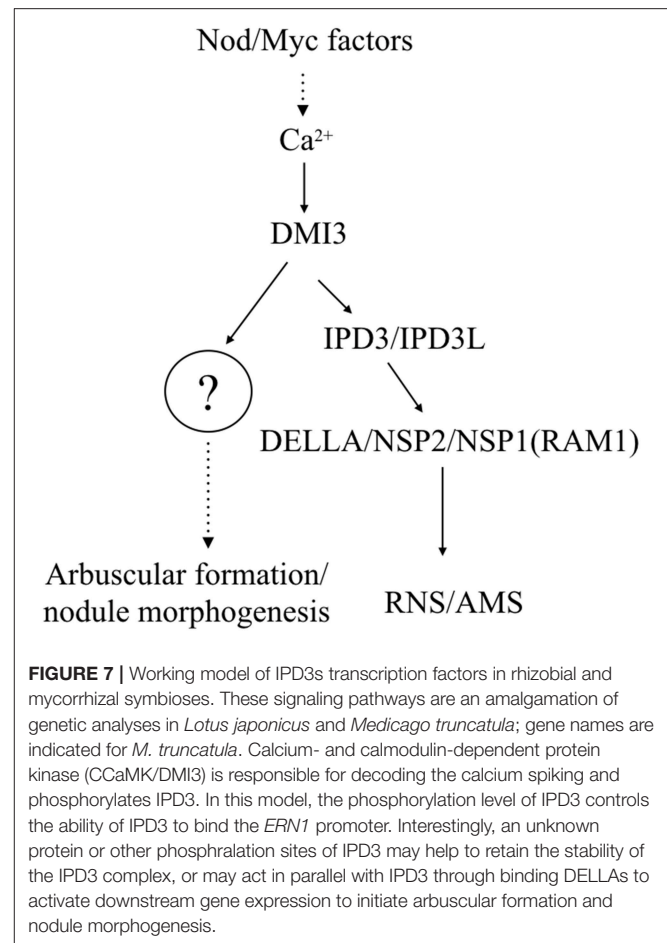 Nod/Myc factors
Ca²⁺
DMI3
IPD3/IPD3L
?
DELLA/NSP2/NSP1(RAM1)
Arbuscular formation/
nodule morphogenesis
RNS/AMS
FIGURE 7 | Working model of IPD3s transcription factors in rhizobial and
mycorrhizal symbioses. These signaling pathways are an amalgamation of
genetic analyses in Lotus japonicus and Medicago truncatula; gene names are
indicated for M. truncatula. Calcium- and calmodulin-dependent protein
kinase (CCaMK/DMI3) is responsible for decoding the calcium spiking and
phosphorylates IPD3. In this model, the phosphorylation level of IPD3 controls
the ability of IPD3 to bind the ERN1 promoter. Interestingly, an unknown
protein or other phosphralation sites of IPD3 may help to retain the stability of
the IPD3 complex, or may act in parallel with IPD3 through binding DELLAs to
activate downstream gene expression to initiate arbuscular formation and
nodule morphogenesis.